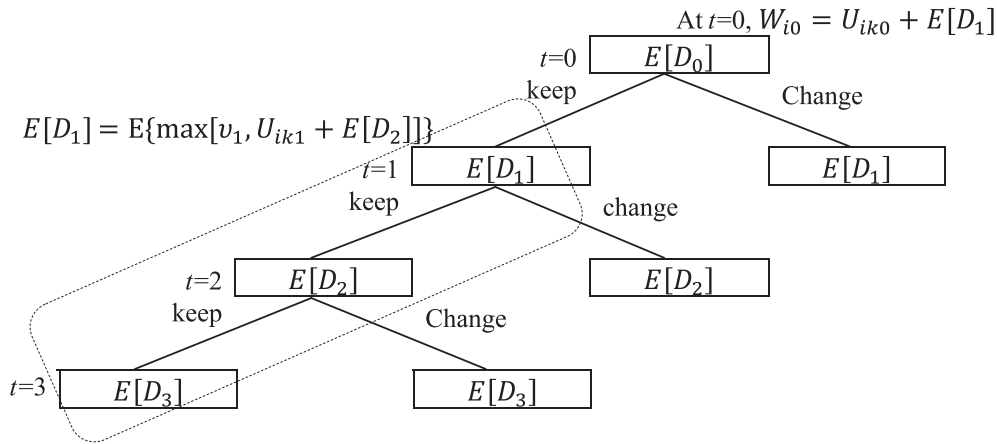 At t=0, W_{i0} = U_{ik0} + E[D_1]
t=0 E[D_0]
keep Change
E[D_1] = E{max[υ_1, U_{ik1} + E[D_2]]}
t=1 E[D_1] E[D_1]
keep change
t=2 E[D_2] E[D_2]
keep Change
t=3 E[D_3] E[D_3]